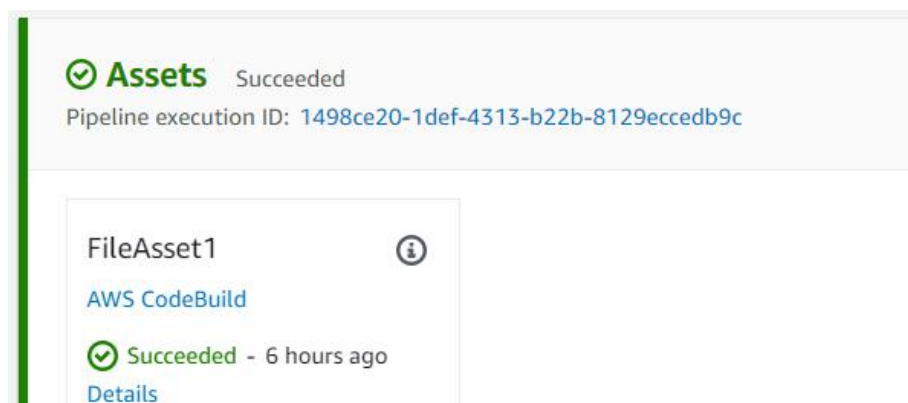 Assets Succeeded
Pipeline execution ID: 1498ce20-1def-4313-b22b-8129eccedb9c
FileAsset1
AWS CodeBuild
Succeeded - 6 hours ago
Details